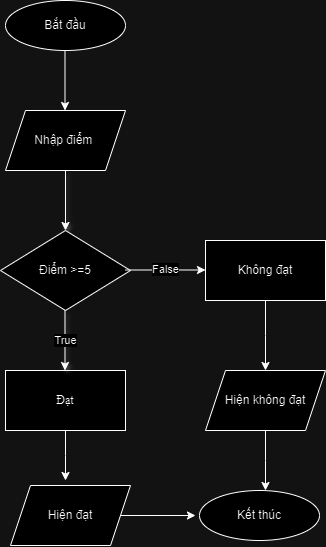 Bắt đầu
Nhập điểm
Điểm >=5
False
Không đạt
True
Đạt
Hiện không đạt
Hiện đạt
Kết thúc